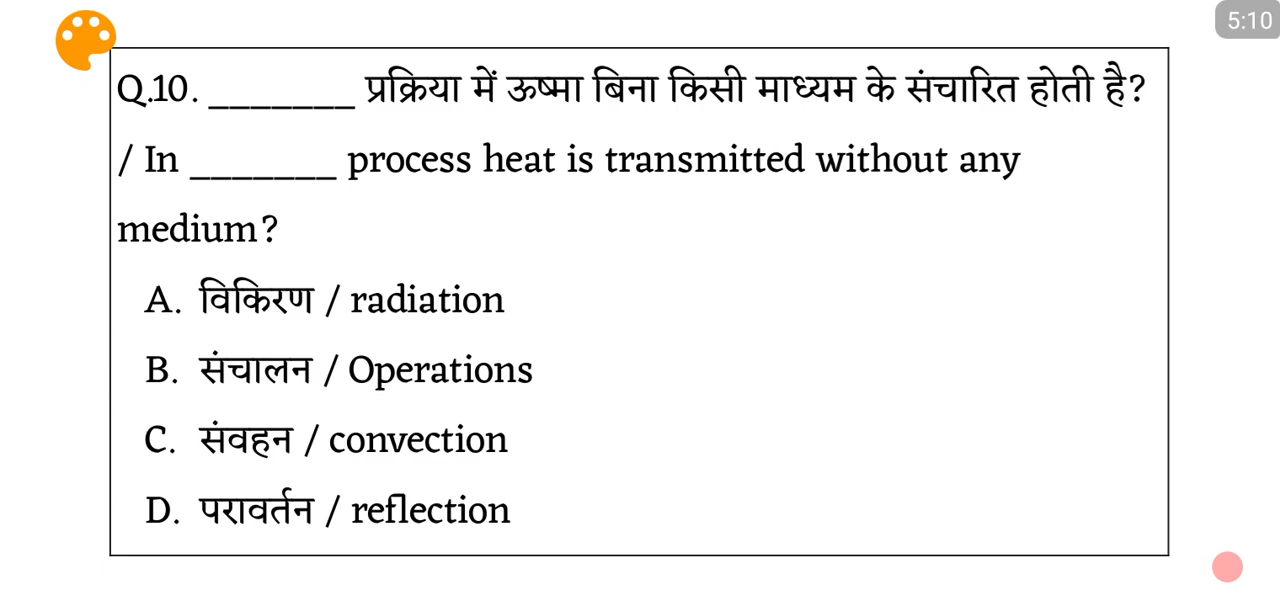 5:10
Q.10. _______ प्रक्रिया में ऊष्मा बिना किसी माध्यम के संचारित होती है?
/ In _______ process heat is transmitted without any
medium?
A. विकिरण / radiation
B. संचालन / Operations
C. संवहन / convection
D. परावर्तन / reflection